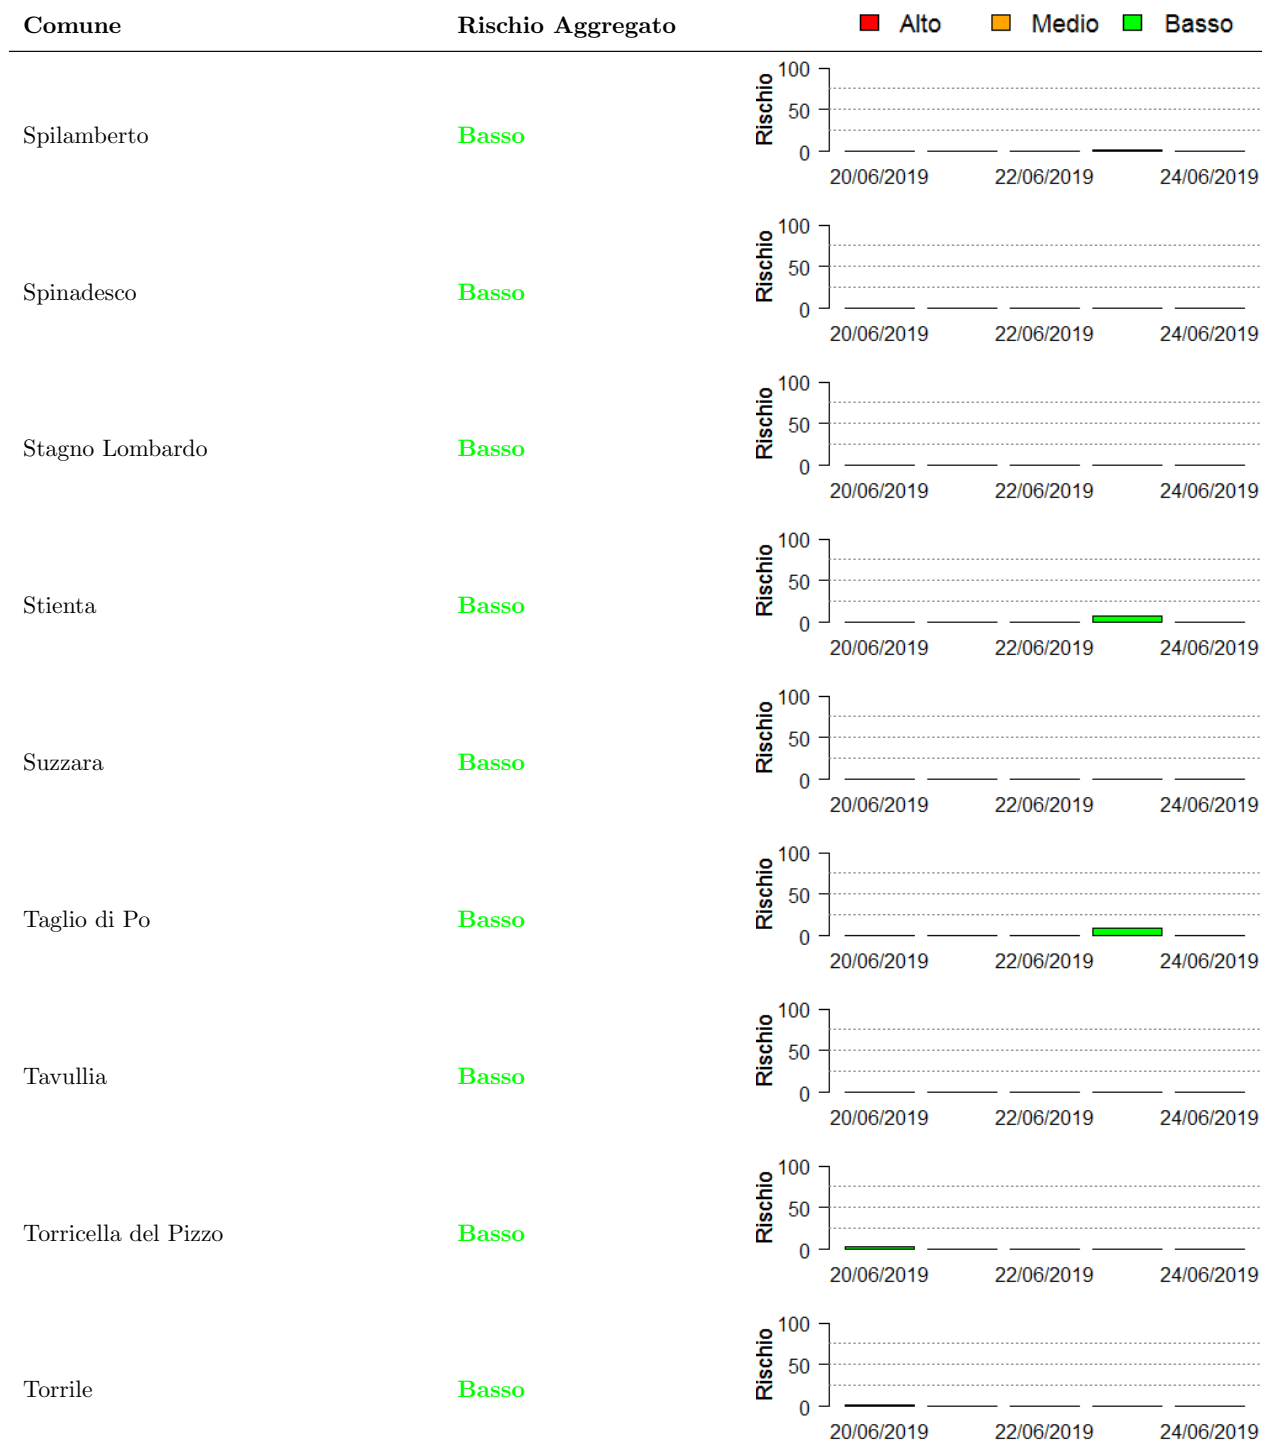 Comune Rischio Aggregato Alto Medio Basso
Spilamberto Basso Rischio 100 50 0
20/06/2019 22/06/2019 24/06/2019
Spinadesco Basso Rischio 100 50 0
20/06/2019 22/06/2019 24/06/2019
Stagno Lombardo Basso Rischio 100 50 0
20/06/2019 22/06/2019 24/06/2019
Stienta Basso Rischio 100 50 0
20/06/2019 22/06/2019 24/06/2019
Suzzara Basso Rischio 100 50 0
20/06/2019 22/06/2019 24/06/2019
Taglio di Po Basso Rischio 100 50 0
20/06/2019 22/06/2019 24/06/2019
Tavullia Basso Rischio 100 50 0
20/06/2019 22/06/2019 24/06/2019
Torricella del Pizzo Basso Rischio 100 50 0
20/06/2019 22/06/2019 24/06/2019
Torrile Basso Rischio 100 50 0
20/06/2019 22/06/2019 24/06/2019